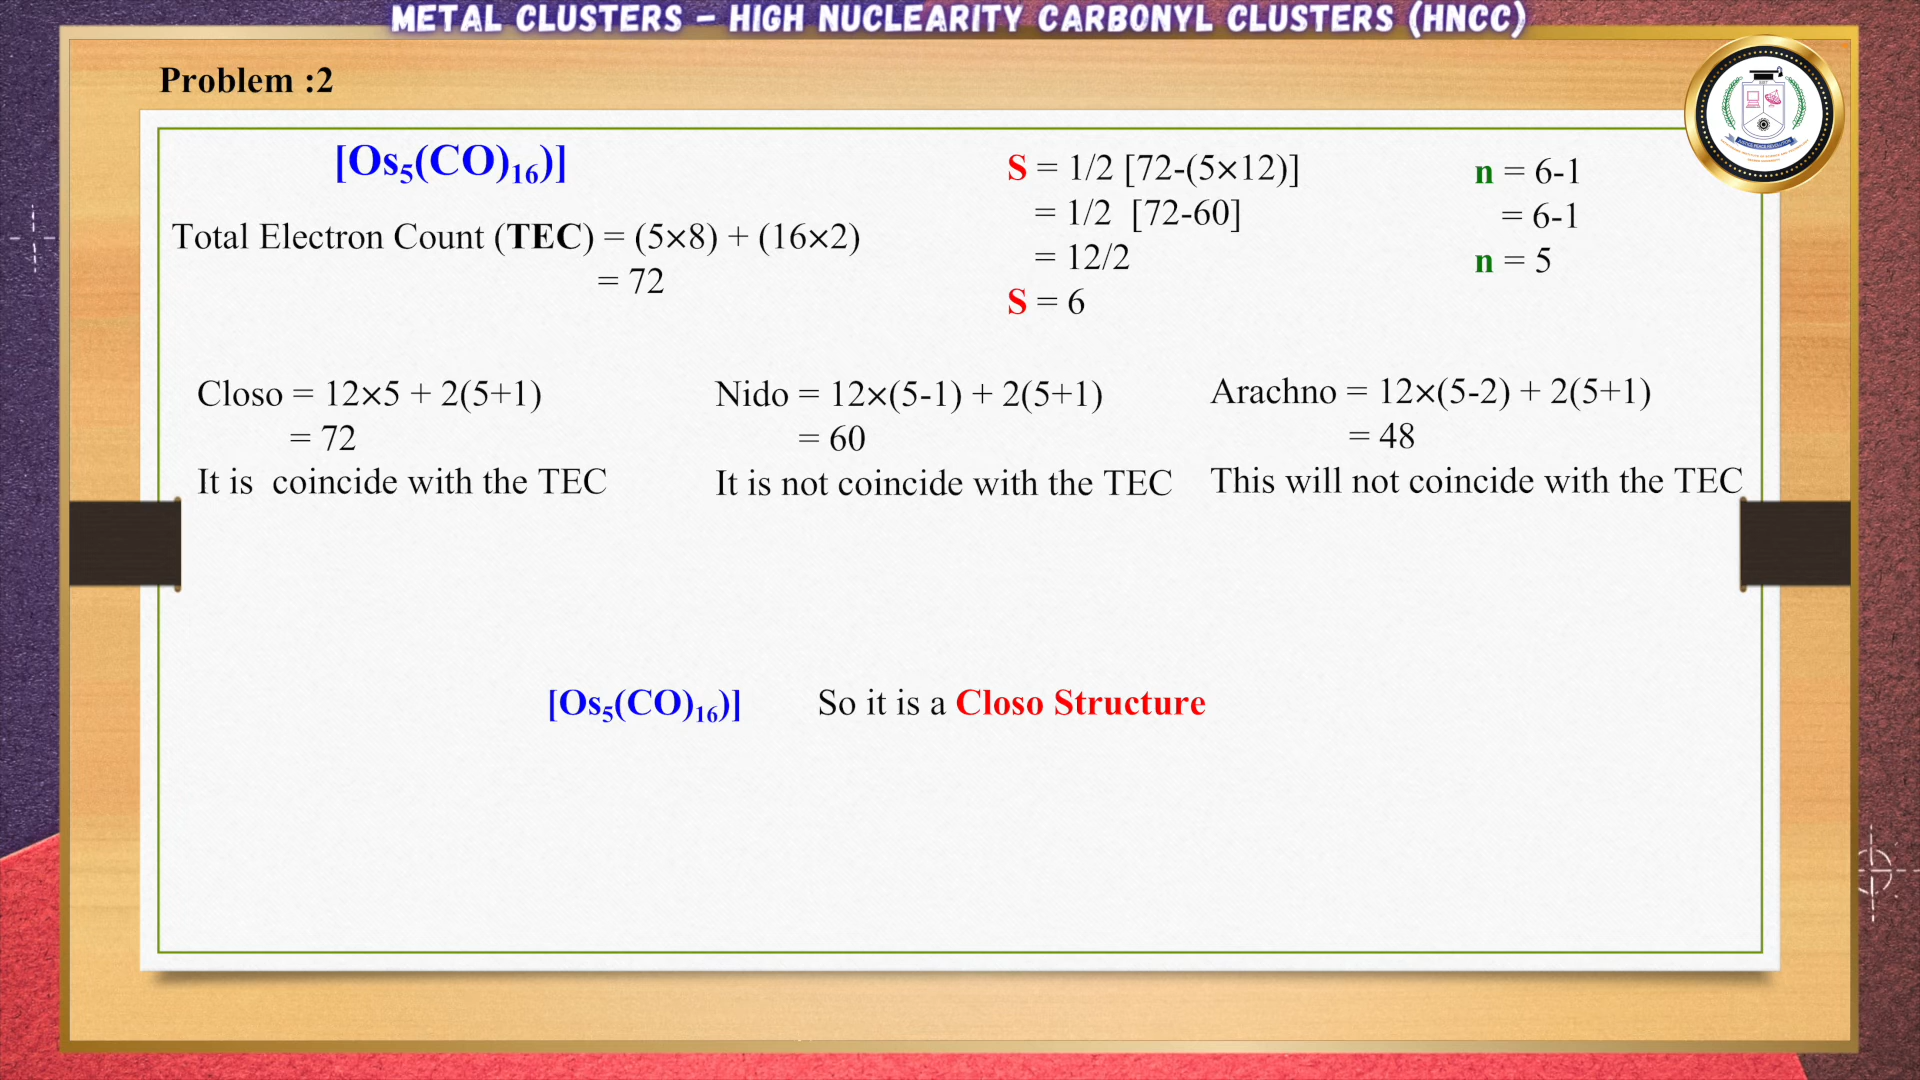 METAL CLUSTERS – HIGH NUCLEARITY CARBONYL CLUSTERS (HNCC)
Problem :2
[Os₅(CO)₁₆)]
Total Electron Count (TEC) = (5×8) + (16×2)
= 72
S = 1/2 [72-(5×12)]
= 1/2 [72-60]
= 12/2
S = 6
n = 6-1
= 6-1
n = 5
Closo = 12×5 + 2(5+1)
= 72
It is coincide with the TEC
Nido = 12×(5-1) + 2(5+1)
= 60
It is not coincide with the TEC
Arachno = 12×(5-2) + 2(5+1)
= 48
This will not coincide with the TEC
[Os₅(CO)₁₆)] So it is a Closo Structure